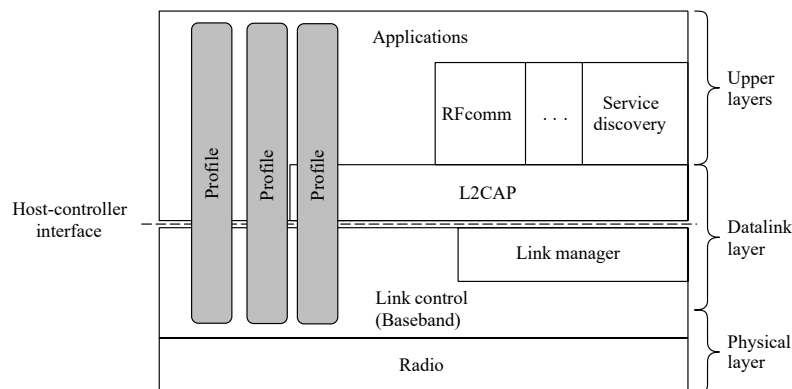 Applications
Upper
layers
RFcomm
. . .
Service
discovery
Profile
Profile
Profile
L2CAP
Host-controller
interface
Datalink
layer
Link manager
Link control
(Baseband)
Physical
layer
Radio